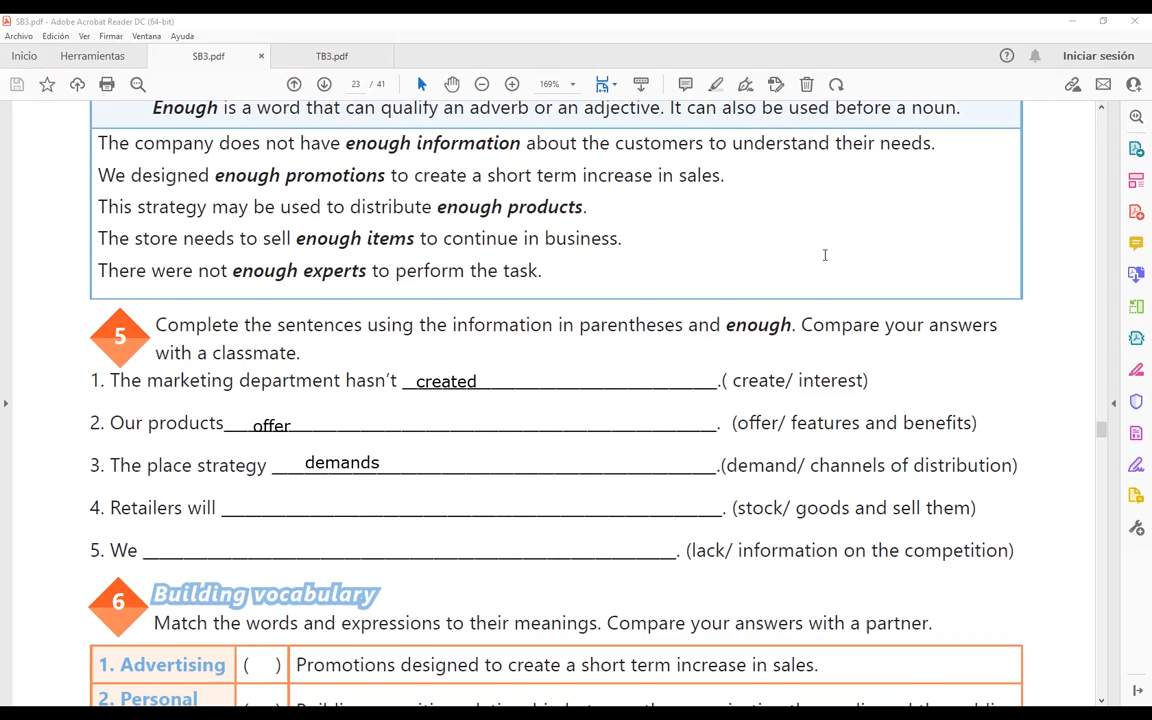 SB3.pdf - Adobe Acrobat Reader DC (64-bit)
Archivo Edición Ver Firmar Ventana Ayuda
Inicio Herramientas SB3.pdf × TB3.pdf Iniciar sesión
23 / 41 169%
Enough is a word that can qualify an adverb or an adjective. It can also be used before a noun.
The company does not have enough information about the customers to understand their needs.
We designed enough promotions to create a short term increase in sales.
This strategy may be used to distribute enough products.
The store needs to sell enough items to continue in business.
There were not enough experts to perform the task.
5 Complete the sentences using the information in parentheses and enough. Compare your answers
with a classmate.
1. The marketing department hasn't created .( create/ interest)
2. Our products offer . (offer/ features and benefits)
3. The place strategy demands .(demand/ channels of distribution)
4. Retailers will . (stock/ goods and sell them)
5. We . (lack/ information on the competition)
6 Building vocabulary
Match the words and expressions to their meanings. Compare your answers with a partner.
1. Advertising ( ) Promotions designed to create a short term increase in sales.
2. Personal